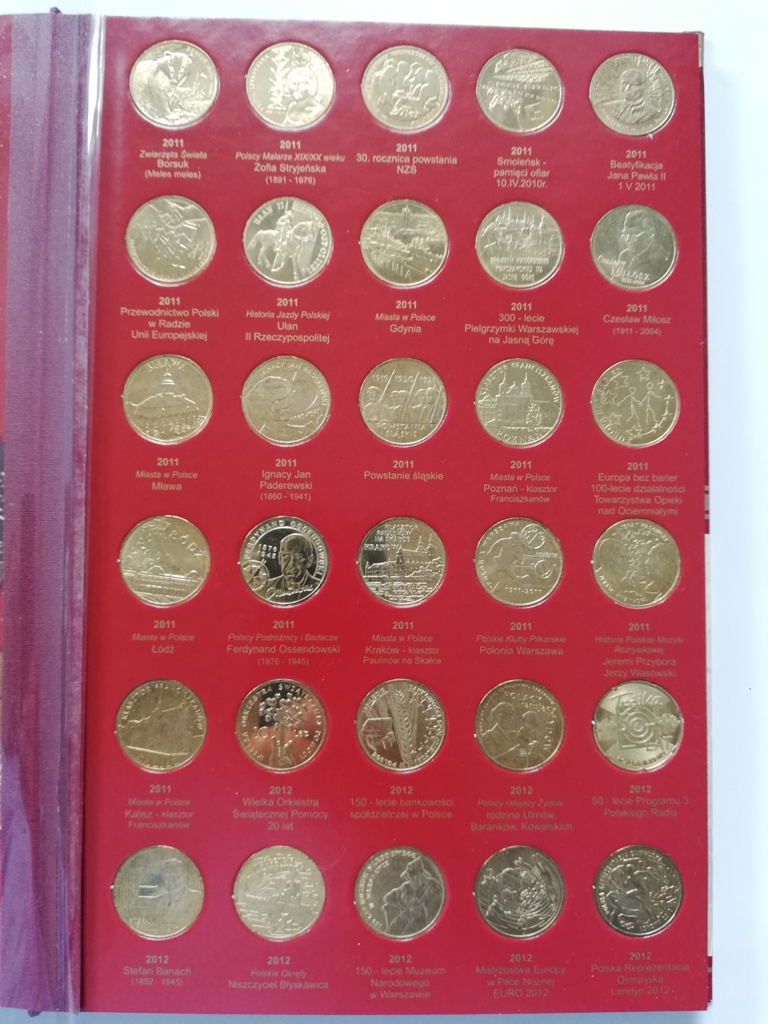 2011
Zwierzęta Świata
Borsuk
(Meles meles)
2011
Polscy Malarze XIX/XX wieku
Zofia Stryjeńska
(1891 - 1976)
2011
30. rocznica powstania
NZS
2011
Smoleńsk -
pamięci ofiar
10.IV.2010r.
2011
Beatyfikacja
Jana Pawła II
1 V 2011
2011
Przewodnictwo Polski
w Radzie
Unii Europejskiej
2011
Historia Jazdy Polskiej
Ułan
II Rzeczypospolitej
2011
Miasta w Polsce
Gdynia
2011
300 - lecie
Pielgrzymki Warszawskiej
na Jasną Górę
2011
Czesław Miłosz
(1911 - 2004)
2011
Miasta w Polsce
Mława
2011
Ignacy Jan
Paderewski
(1860 - 1941)
2011
Powstanie śląskie
2011
Miasta w Polsce
Poznań - klasztor
Franciszkanów
2011
Europa bez barier
100-lecie działalności
Towarzystwa Opieki
nad Ociemniałymi
2011
Miasta w Polsce
Łódź
FERDYNAND OSSENDOWSKI
1876
1945
2011
Polscy Podróżnicy i Badacze
Ferdynand Ossendowski
(1876 - 1945)
2011
Miasta w Polsce
Kraków - klasztor
Paulinów na Skałce
2011
Polskie Kluby Piłkarskie
Polonia Warszawa
2011
Historia Polskiej Muzyki
Rozrywkowej
Jeremi Przybora
Jerzy Wasowski
2011
Miasta w Polsce
Kalisz - klasztor
Franciszkanów
2012
Wielka Orkiestra
Świątecznej Pomocy
20 lat
2012
150 - lecie bankowości
spółdzielczej w Polsce
2012
Polacy ratujący Żydów
rodzina Ulmów,
Baranków, Kowalskich
2012
50 - lecie Programu 3
Polskiego Radia
2012
Stefan Banach
(1892 - 1945)
2012
Polskie Okręty
Niszczyciel Błyskawica
2012
150 - lecie Muzeum
Narodowego
w Warszawie
2012
Mistrzostwa Europy
w Piłce Nożnej
EURO 2012
2012
Polska Reprezentacja
Olimpijska
Londyn 2012